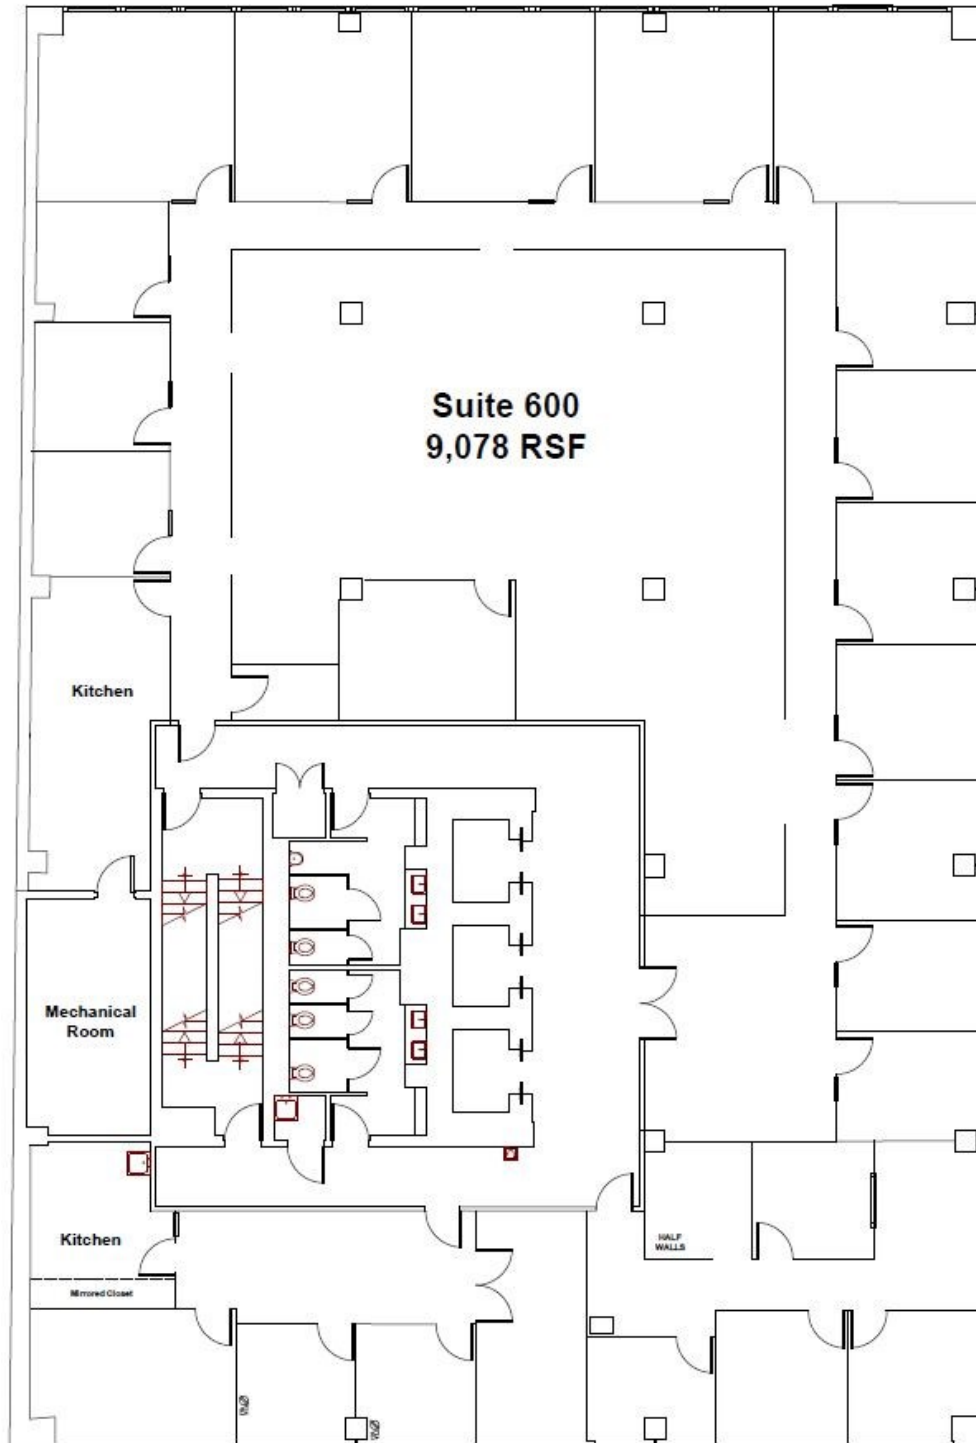 Suite 600
9,078 RSF
Kitchen
Mechanical
Room
Kitchen
HALF
WALLS
Mirrored Closet